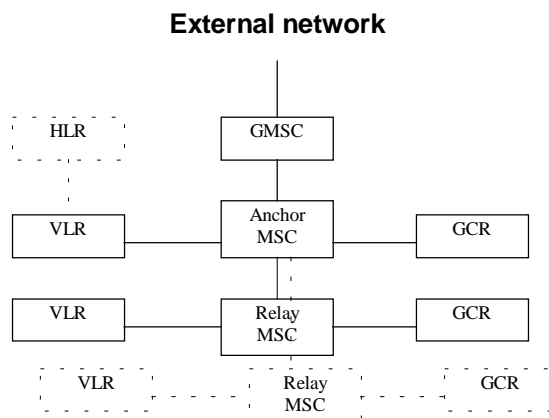 External network
HLR
GMSC
VLR
Anchor
MSC
GCR
VLR
Relay
MSC
GCR
VLR
Relay
MSC
GCR